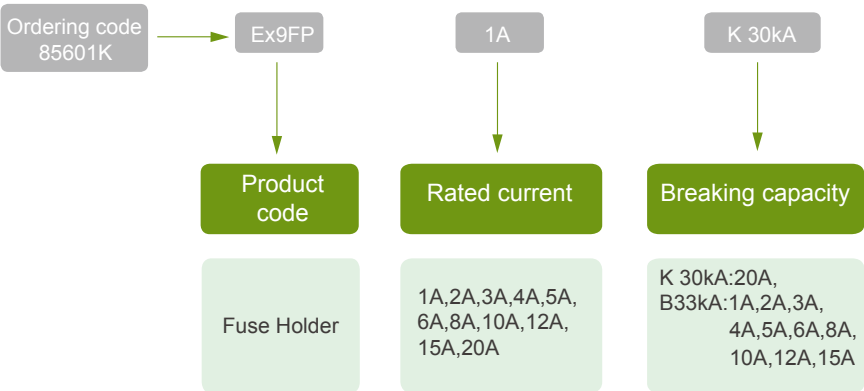 Ordering code
85601K
Ex9FP
1A
K 30kA
Product
code
Rated current
Breaking capacity
Fuse Holder
1A,2A,3A,4A,5A,
6A,8A,10A,12A,
15A,20A
K 30kA:20A,
B33kA:1A,2A,3A,
4A,5A,6A,8A,
10A,12A,15A